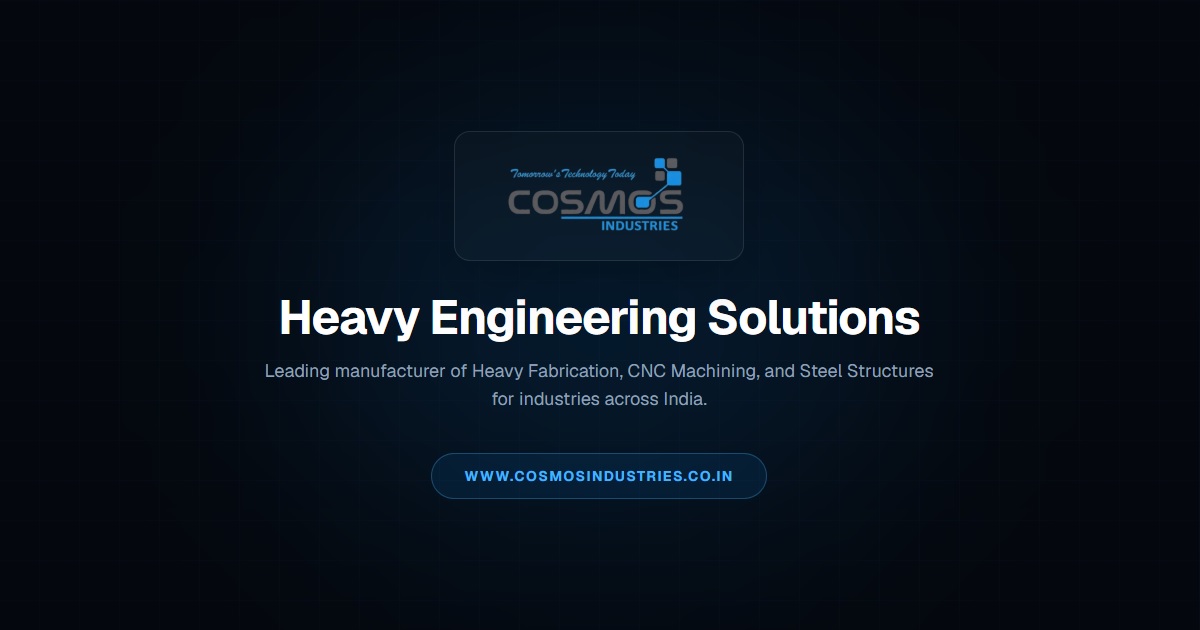 Tomorrow's Technology Today
COSMOS
INDUSTRIES
Heavy Engineering Solutions
Leading manufacturer of Heavy Fabrication, CNC Machining, and Steel Structures
for industries across India.
WWW.COSMOSINDUSTRIES.CO.IN